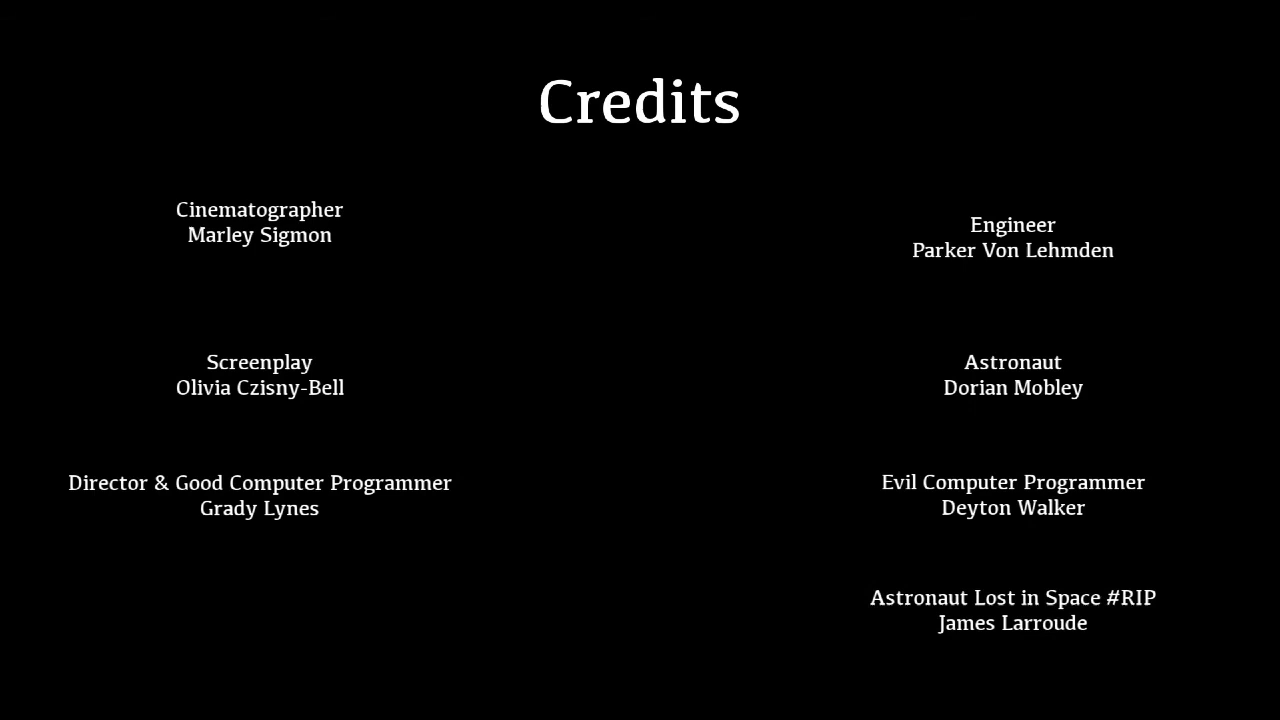 Credits
Cinematographer
Marley Sigmon
Screenplay
Olivia Czisny-Bell
Director & Good Computer Programmer
Grady Lynes
Engineer
Parker Von Lehmden
Astronaut
Dorian Mobley
Evil Computer Programmer
Deyton Walker
Astronaut Lost in Space #RIP
James Larroude